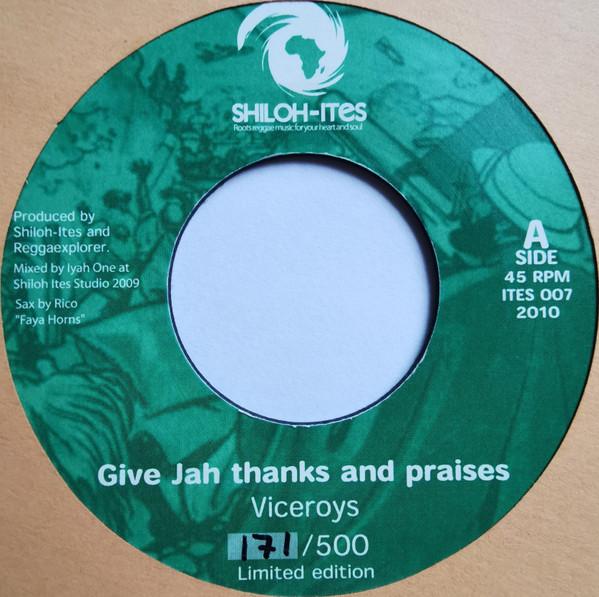 SHILOH-ITES
Roots reggae music for your heart and soul
Produced by
Shiloh-Ites and
Reggaexplorer.
Mixed by Iyah One at
Shiloh Ites Studio 2009
Sax by Rico
"Faya Horns"
A
SIDE
45 RPM
ITES 007
2010
Give Jah thanks and praises
Viceroys
171/500
Limited edition